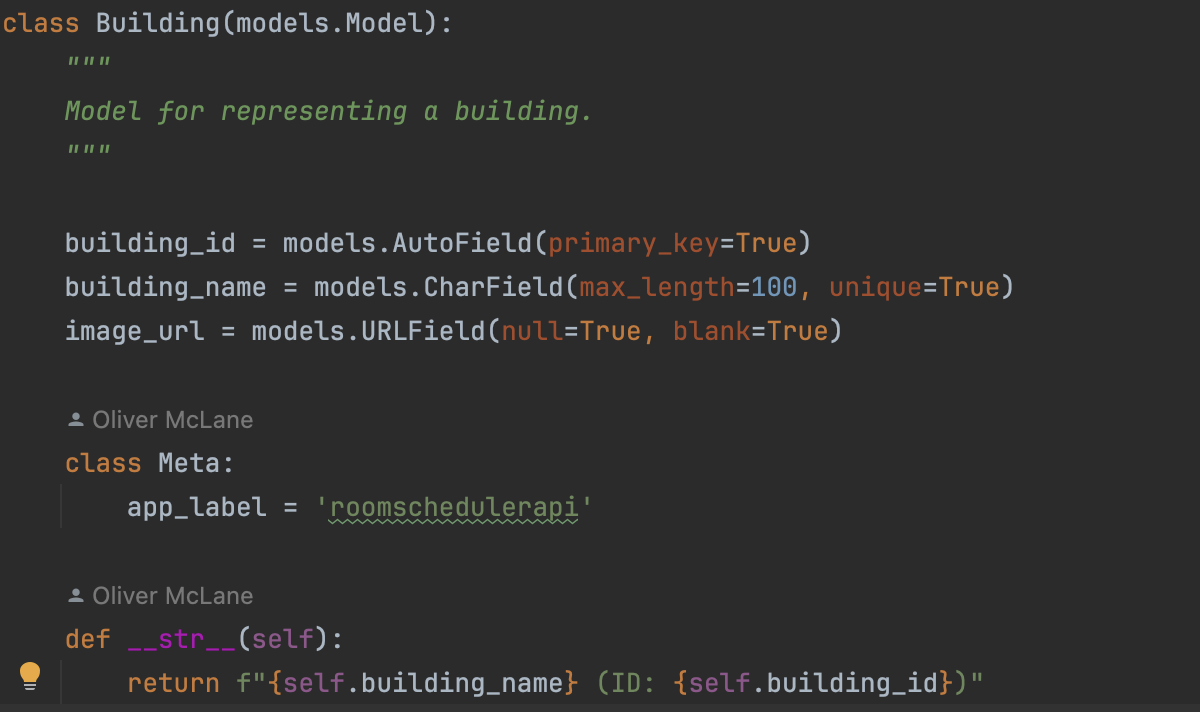 class Building(models.Model):
    """
    Model for representing a building.
    """
    building_id = models.AutoField(primary_key=True)
    building_name = models.CharField(max_length=100, unique=True)
    image_url = models.URLField(null=True, blank=True)
    Oliver McLane
    class Meta:
        app_label = 'roomschedulerapi'
    Oliver McLane
    def __str__(self):
        return f"{self.building_name} (ID: {self.building_id})"